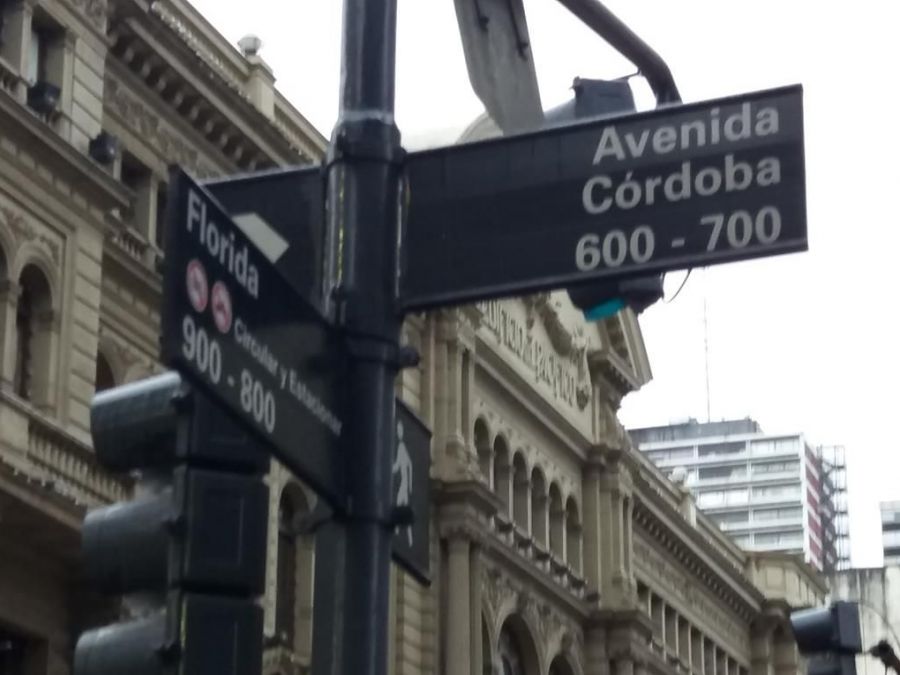 Avenida
Córdoba
600 - 700
Florida
Circular y Estacionar
900 - 800